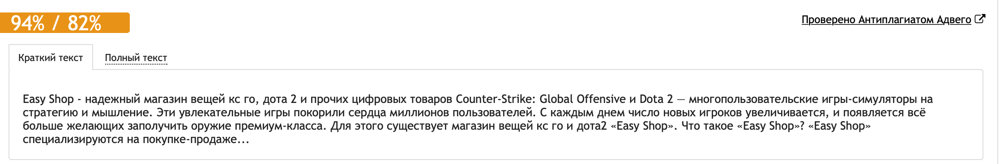 94% / 82%
Проверено Антиплагиатом Адвего
Краткий текст
Полный текст
Easy Shop - надежный магазин вещей кс го, дота 2 и прочих цифровых товаров Counter-Strike: Global Offensive и Dota 2 — многопользовательские игры-симуляторы на
стратегию и мышление. Эти увлекательные игры покорили сердца миллионов пользователей. С каждым днем число новых игроков увеличивается, и появляется всё
больше желающих заполучить оружие премиум-класса. Для этого существует магазин вещей кс го и дота2 «Easy Shop». Что такое «Easy Shop»? «Easy Shop»
специализируются на покупке-продаже...